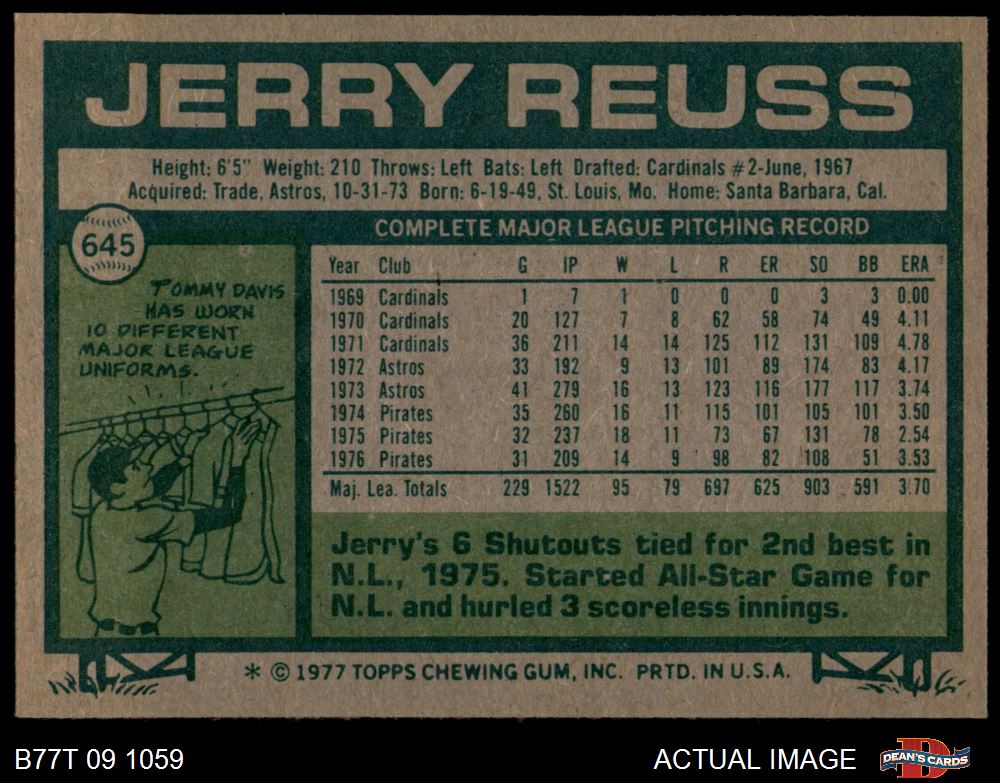 JERRY REUSS
Height: 6'5" Weight: 210 Throws: Left Bats: Left Drafted: Cardinals #2-June, 1967
Acquired: Trade, Astros, 10-31-73 Born: 6-19-49, St. Louis, Mo. Home: Santa Barbara, Cal.
645
TOMMY DAVIS
HAS WORN
10 DIFFERENT
MAJOR LEAGUE
UNIFORMS.
COMPLETE MAJOR LEAGUE PITCHING RECORD
Year Club G IP W L R ER SO BB ERA
1969 Cardinals 1 7 1 0 0 0 3 3 0.00
1970 Cardinals 20 127 7 8 62 58 74 49 4.11
1971 Cardinals 36 211 14 14 125 112 131 109 4.78
1972 Astros 33 192 9 13 101 89 174 83 4.17
1973 Astros 41 279 16 13 123 116 177 117 3.74
1974 Pirates 35 260 16 11 115 101 105 101 3.50
1975 Pirates 32 237 18 11 73 67 131 78 2.54
1976 Pirates 31 209 14 9 98 82 108 51 3.53
Maj. Lea. Totals 229 1522 95 79 697 625 903 591 3.70
Jerry's 6 Shutouts tied for 2nd best in
N.L., 1975. Started All-Star Game for
N.L. and hurled 3 scoreless innings.
* © 1977 TOPPS CHEWING GUM, INC. PRTD. IN U.S.A.
B77T 09 1059
ACTUAL IMAGE
DEAN'S CARDS